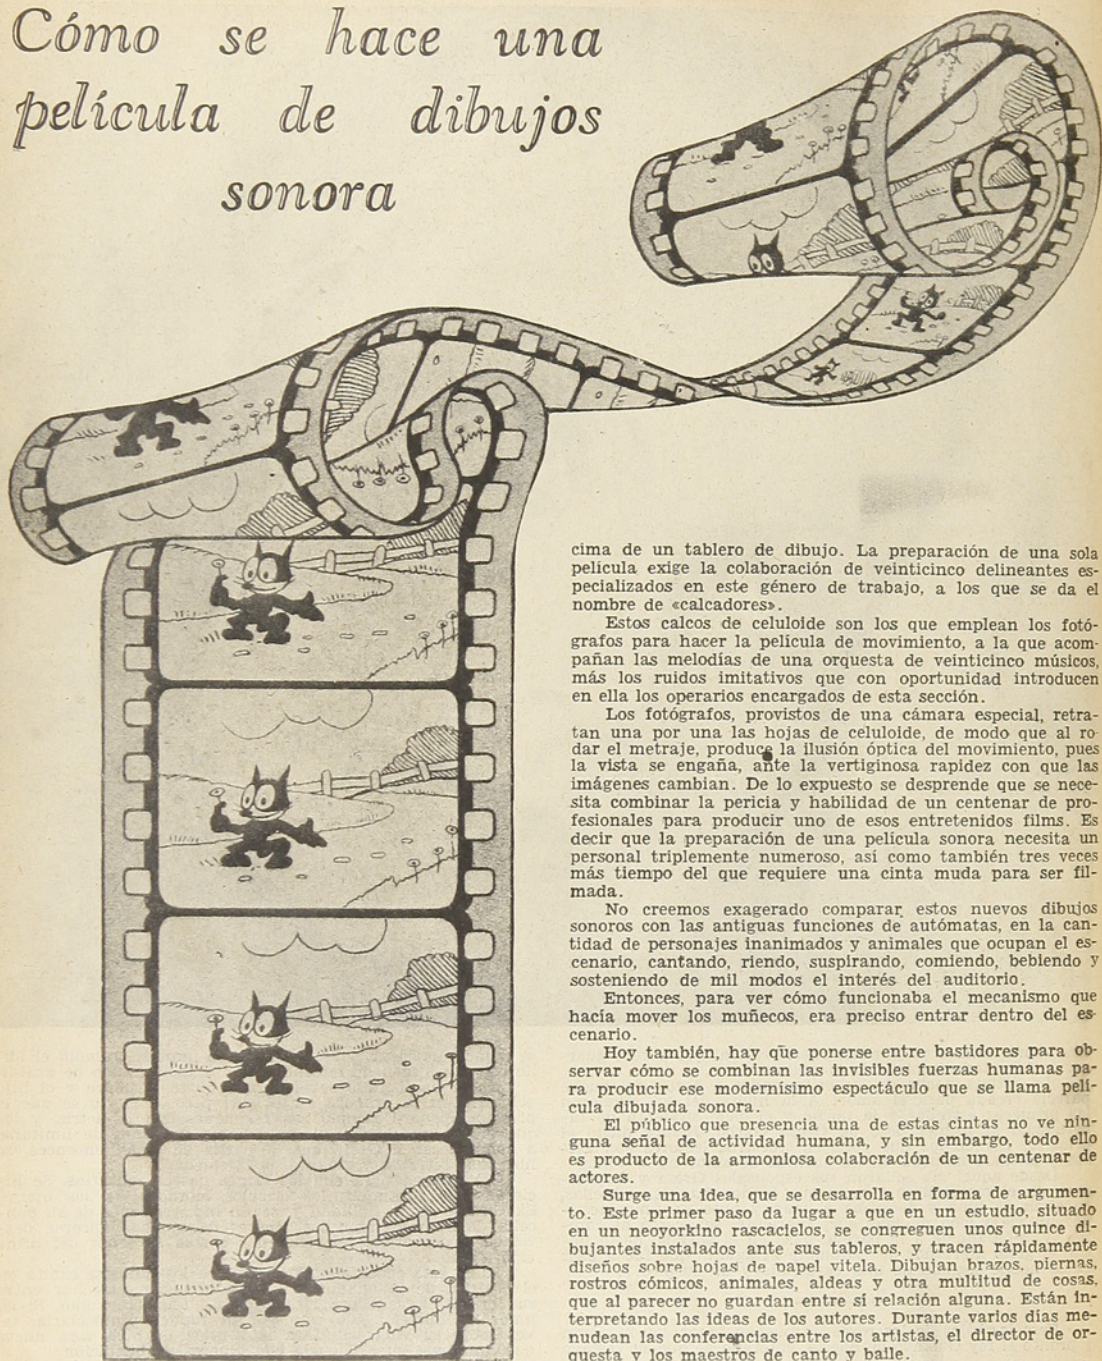 Cómo se hace una
película de dibujos
sonora
cima de un tablero de dibujo. La preparación de una sola
película exige la colaboración de veinticinco delineantes es-
pecializados en este género de trabajo, a los que se da el
nombre de «calcadores».
Estos calcos de celuloide son los que emplean los fotó-
grafos para hacer la película de movimiento, a la que acom-
pañan las melodías de una orquesta de veinticinco músicos,
más los ruidos imitativos que con oportunidad introducen
en ella los operarios encargados de esta sección.
Los fotógrafos, provistos de una cámara especial, retra-
tan una por una las hojas de celuloide, de modo que al ro-
dar el metraje, produce la ilusión óptica del movimiento, pues
la vista se engaña, ante la vertiginosa rapidez con que las
imágenes cambian. De lo expuesto se desprende que se nece-
sita combinar la pericia y habilidad de un centenar de pro-
fesionales para producir uno de esos entretenidos films. Es
decir que la preparación de una película sonora necesita un
personal triplemente numeroso, así como también tres veces
más tiempo del que requiere una cinta muda para ser fil-
mada.
No creemos exagerado comparar estos nuevos dibujos
sonoros con las antiguas funciones de autómatas, en la can-
tidad de personajes inanimados y animales que ocupan el es-
cenario, cantando, riendo, suspirando, comiendo, bebiendo y
sosteniendo de mil modos el interés del auditorio.
Entonces, para ver cómo funcionaba el mecanismo que
hacía mover los muñecos, era preciso entrar dentro del es-
cenario.
Hoy también, hay que ponerse entre bastidores para ob-
servar cómo se combinan las invisibles fuerzas humanas pa-
ra producir ese modernísimo espectáculo que se llama pelí-
cula dibujada sonora.
El público que presencia una de estas cintas no ve nin-
guna señal de actividad humana, y sin embargo, todo ello
es producto de la armoniosa colaboración de un centenar de
actores.
Surge una idea, que se desarrolla en forma de argumen-
to. Este primer paso da lugar a que en un estudio, situado
en un neoyorkino rascacielos, se congreguen unos quince di-
bujantes instalados ante sus tableros, y tracen rápidamente
diseños sobre hojas de papel vitela. Dibujan brazos, piernas,
rostros cómicos, animales, aldeas y otra multitud de cosas,
que al parecer no guardan entre sí relación alguna. Están in-
terpretando las ideas de los autores. Durante varios días me-
nudean las conferencias entre los artistas, el director de or-
questa y los maestros de canto y baile.